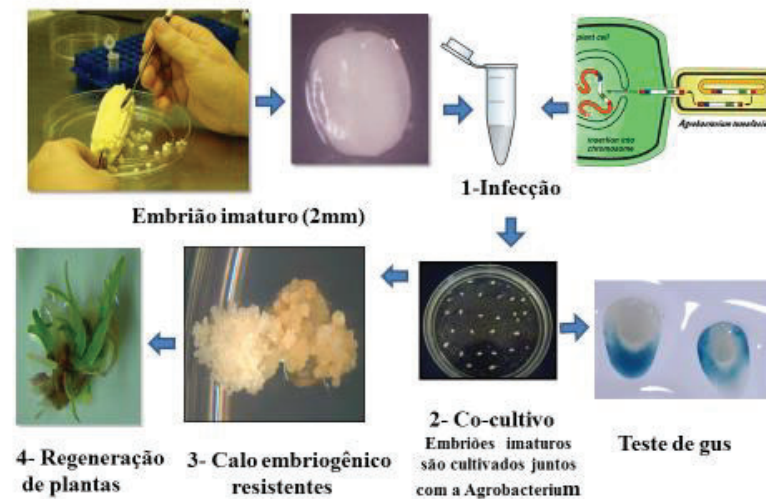 plant cell
insertion into
chromosome
Agrobacterium tumefaciens
1-Infecção
Embrião imaturo (2mm)
2- Co-cultivo
Embriões imaturos
são cultivados juntos
com a Agrobacterium
Teste de gus
3- Calo embriogênico
resistentes
4- Regeneração
de plantas